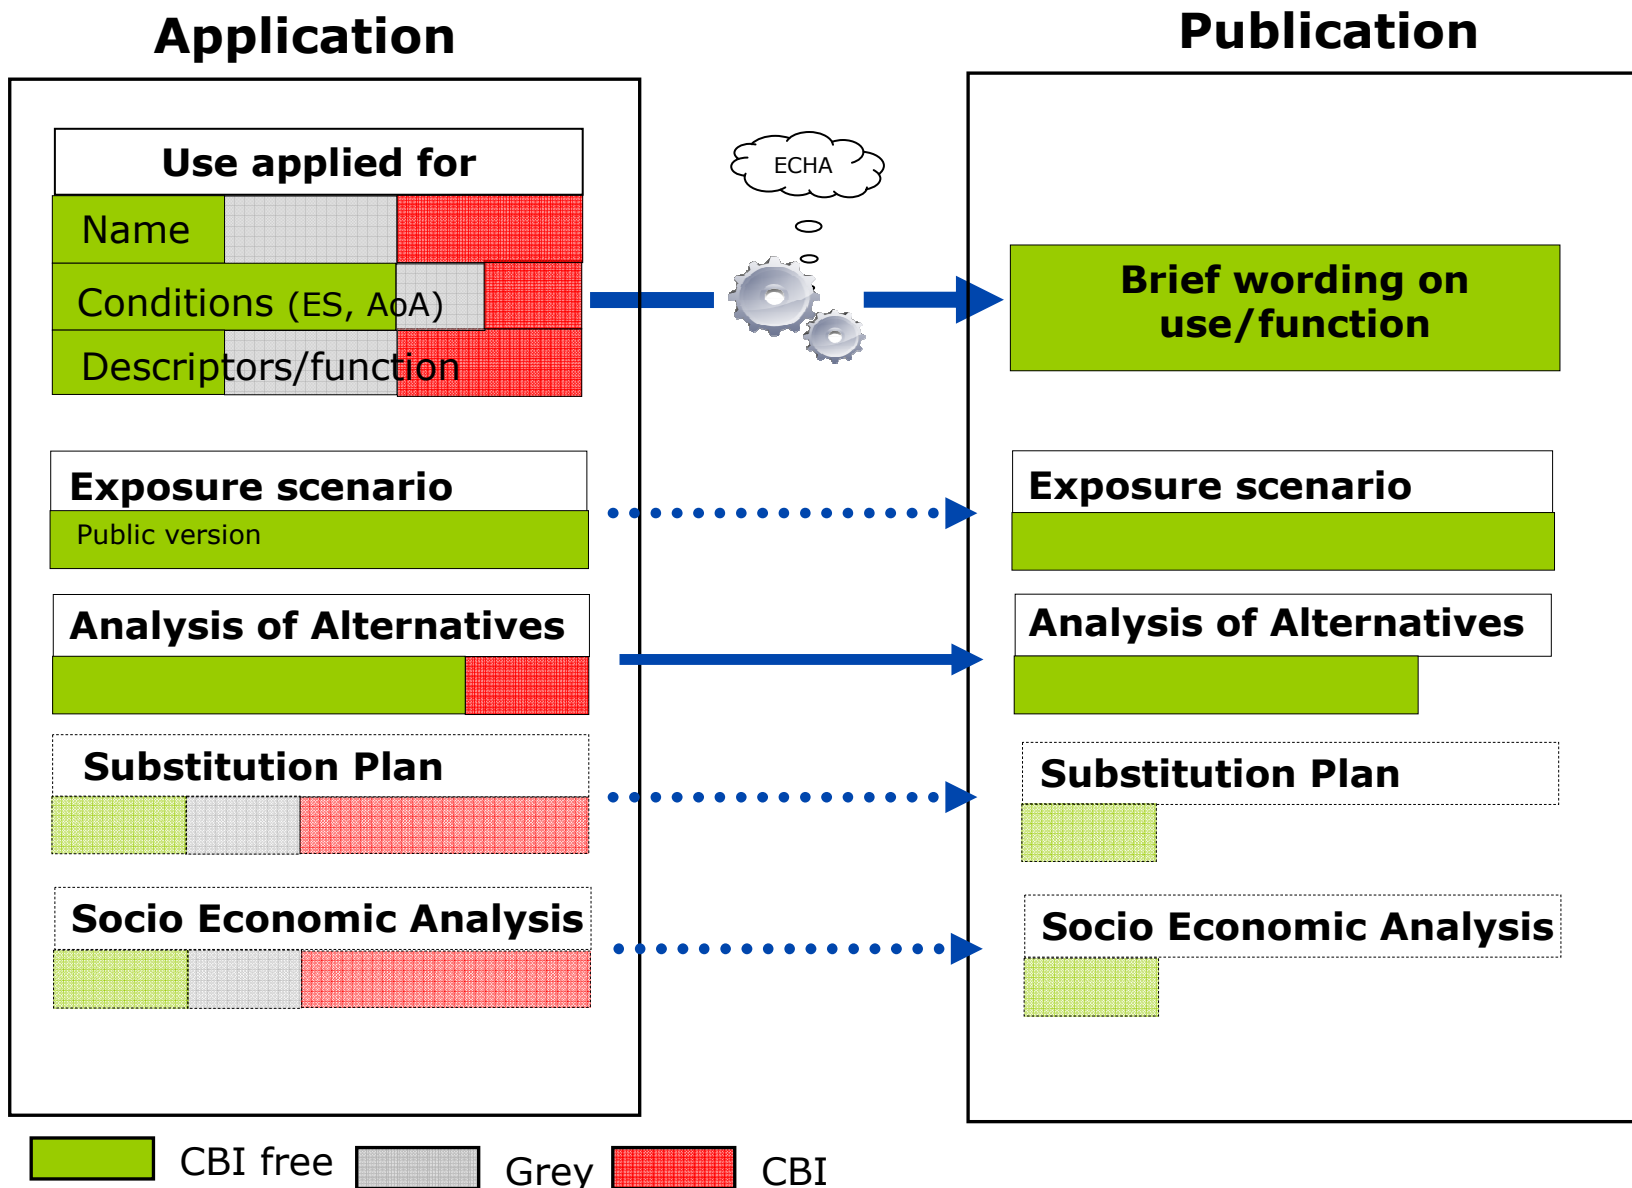 Application
Publication
Use applied for
Name
Conditions (ES, AoA)
Descriptors/function
ECHA
Brief wording on
use/function
Exposure scenario
Public version
Exposure scenario
Analysis of Alternatives
Analysis of Alternatives
Substitution Plan
Substitution Plan
Socio Economic Analysis
Socio Economic Analysis
CBI free
Grey
CBI